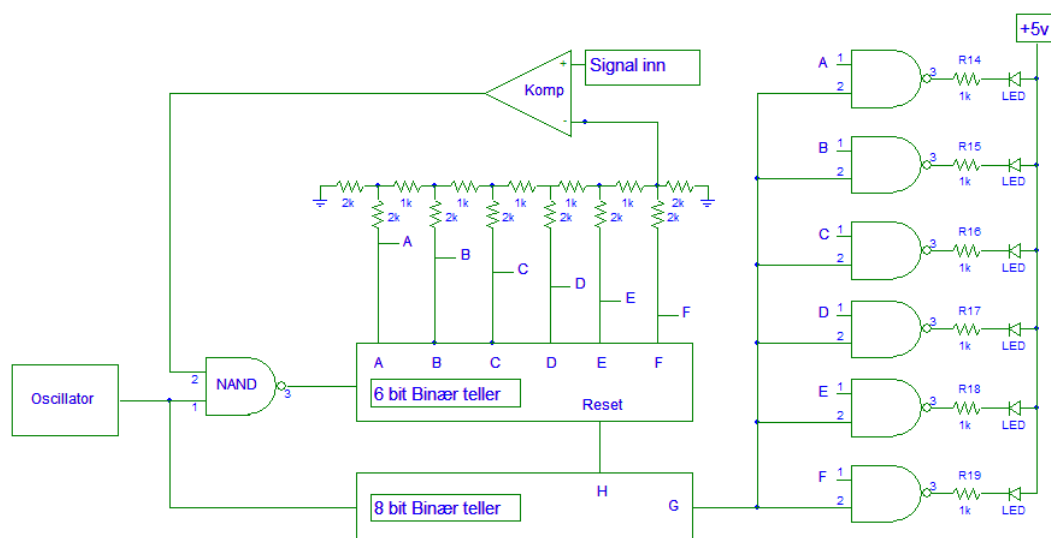 +5v
Signal inn
+
Komp
-
2k 1k 1k 1k 1k 1k 2k
2k 2k 2k 2k 2k 2k
A
B
C
D
E
F
A B C D E F
6 bit Binær teller
Reset
Oscillator
2
NAND
3
1
H
8 bit Binær teller
G
A 1
2
3
R14
1k
LED
B 1
2
3
R15
1k
LED
C 1
2
3
R16
1k
LED
D 1
2
3
R17
1k
LED
E 1
2
3
R18
1k
LED
F 1
2
3
R19
1k
LED